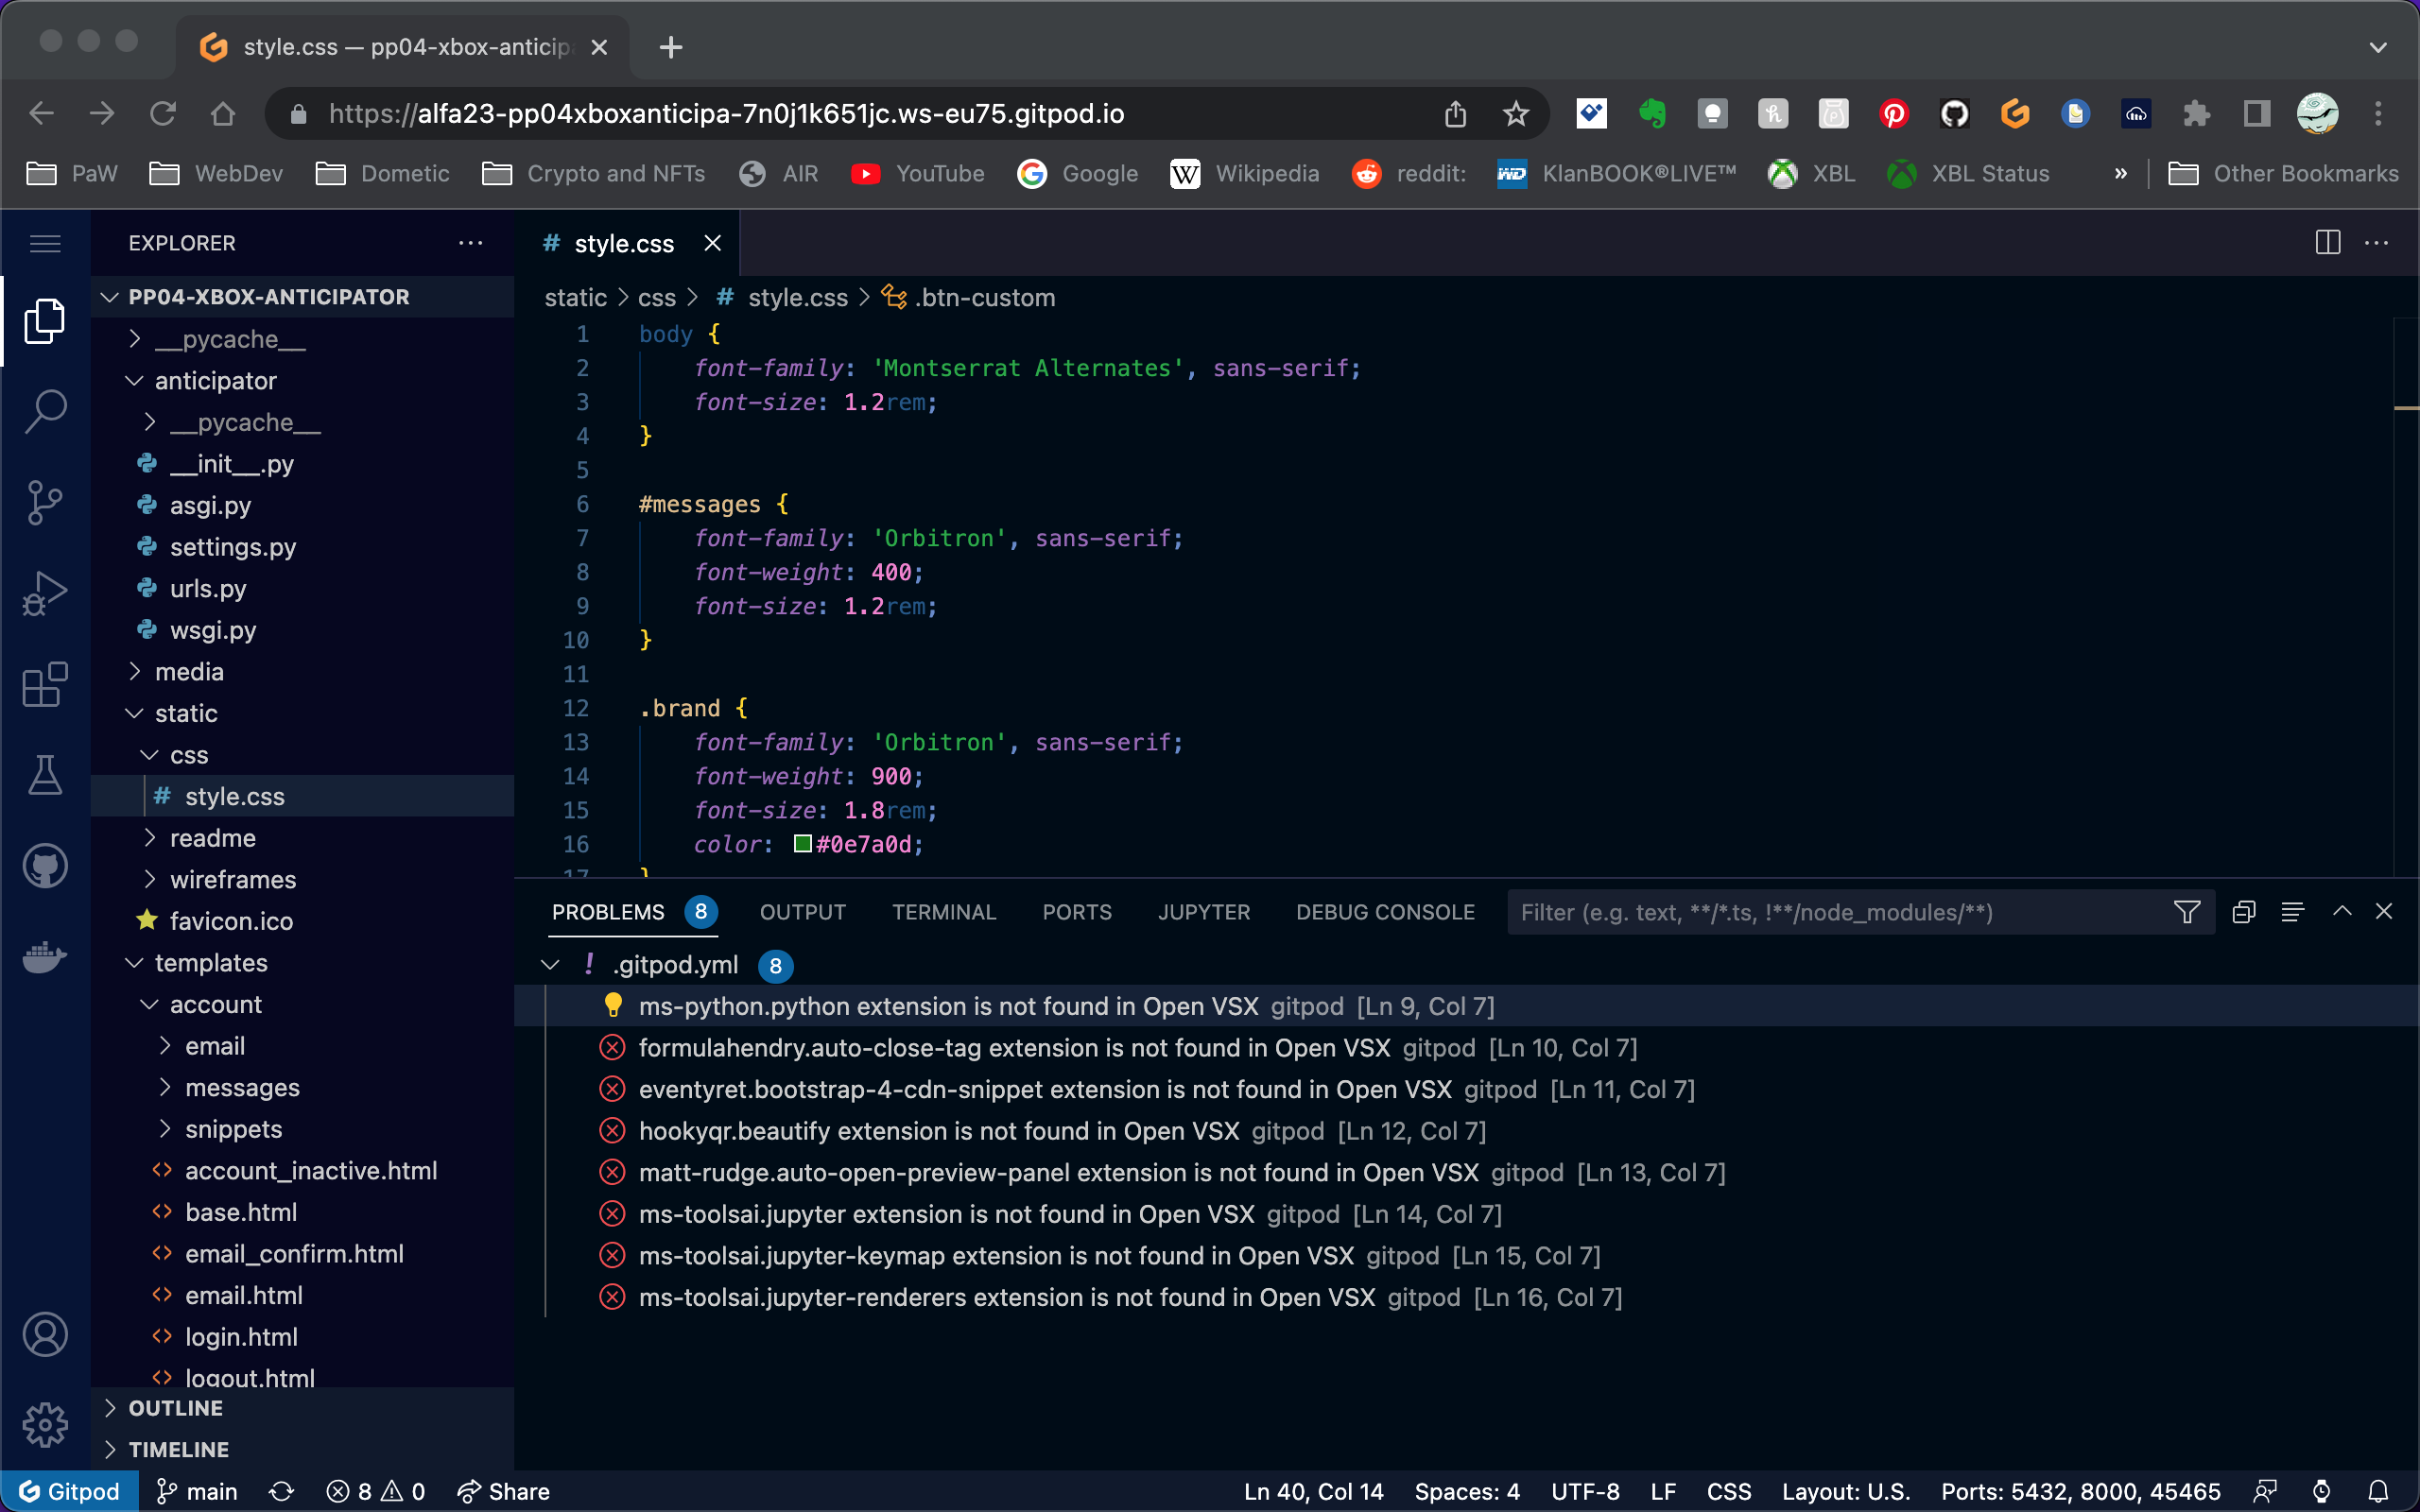 style.css — pp04-xbox-anticip
https://alfa23-pp04xboxanticipa-7n0j1k651jc.ws-eu75.gitpod.io
PaW WebDev Dometic Crypto and NFTs AIR YouTube Google Wikipedia reddit: KlanBOOK®LIVE™ XBL XBL Status » Other Bookmarks
EXPLORER
PP04-XBOX-ANTICIPATOR
__pycache__
anticipator
__pycache__
__init__.py
asgi.py
settings.py
urls.py
wsgi.py
media
static
css
# style.css
readme
wireframes
favicon.ico
templates
account
email
messages
snippets
account_inactive.html
base.html
email_confirm.html
email.html
login.html
logout.html
OUTLINE
TIMELINE
# style.css
static > css > # style.css > .btn-custom
1 body {
2 font-family: 'Montserrat Alternates', sans-serif;
3 font-size: 1.2rem;
4 }
5
6 #messages {
7 font-family: 'Orbitron', sans-serif;
8 font-weight: 400;
9 font-size: 1.2rem;
10 }
11
12 .brand {
13 font-family: 'Orbitron', sans-serif;
14 font-weight: 900;
15 font-size: 1.8rem;
16 color: #0e7a0d;
17 }
PROBLEMS 8 OUTPUT TERMINAL PORTS JUPYTER DEBUG CONSOLE Filter (e.g. text, **/*.ts, !**/node_modules/**)
! .gitpod.yml 8
ms-python.python extension is not found in Open VSX gitpod [Ln 9, Col 7]
formulahendry.auto-close-tag extension is not found in Open VSX gitpod [Ln 10, Col 7]
eventyret.bootstrap-4-cdn-snippet extension is not found in Open VSX gitpod [Ln 11, Col 7]
hookyqr.beautify extension is not found in Open VSX gitpod [Ln 12, Col 7]
matt-rudge.auto-open-preview-panel extension is not found in Open VSX gitpod [Ln 13, Col 7]
ms-toolsai.jupyter extension is not found in Open VSX gitpod [Ln 14, Col 7]
ms-toolsai.jupyter-keymap extension is not found in Open VSX gitpod [Ln 15, Col 7]
ms-toolsai.jupyter-renderers extension is not found in Open VSX gitpod [Ln 16, Col 7]
Gitpod main 8 0 Share Ln 40, Col 14 Spaces: 4 UTF-8 LF CSS Layout: U.S. Ports: 5432, 8000, 45465